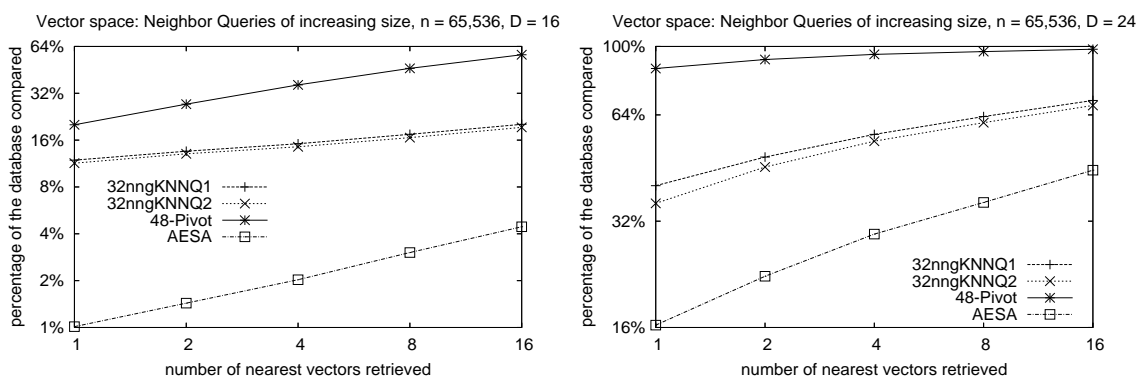 Vector space: Neighbor Queries of increasing size, n = 65,536, D = 16
percentage of the database compared
64%
32%
16%
8%
4%
2%
1%
32nngKNNQ1
32nngKNNQ2
48-Pivot
AESA
1 2 4 8 16
number of nearest vectors retrieved
Vector space: Neighbor Queries of increasing size, n = 65,536, D = 24
percentage of the database compared
100%
64%
32%
16%
32nngKNNQ1
32nngKNNQ2
48-Pivot
AESA
1 2 4 8 16
number of nearest vectors retrieved